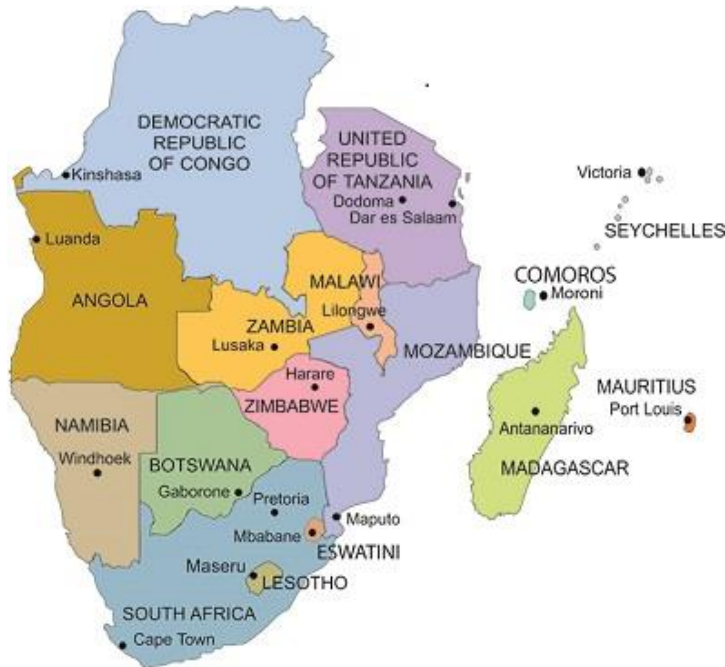 DEMOCRATIC
REPUBLIC
OF CONGO
Kinshasa
UNITED
REPUBLIC
OF TANZANIA
Dodoma
Dar es Salaam
Victoria
SEYCHELLES
Luanda
ANGOLA
MALAWI
Lilongwe
COMOROS
Moroni
ZAMBIA
Lusaka
MOZAMBIQUE
Harare
ZIMBABWE
MAURITIUS
Port Louis
NAMIBIA
Windhoek
Antananarivo
MADAGASCAR
BOTSWANA
Gaborone
Pretoria
Mbabane
Maputo
ESWATINI
Maseru
LESOTHO
SOUTH AFRICA
Cape Town